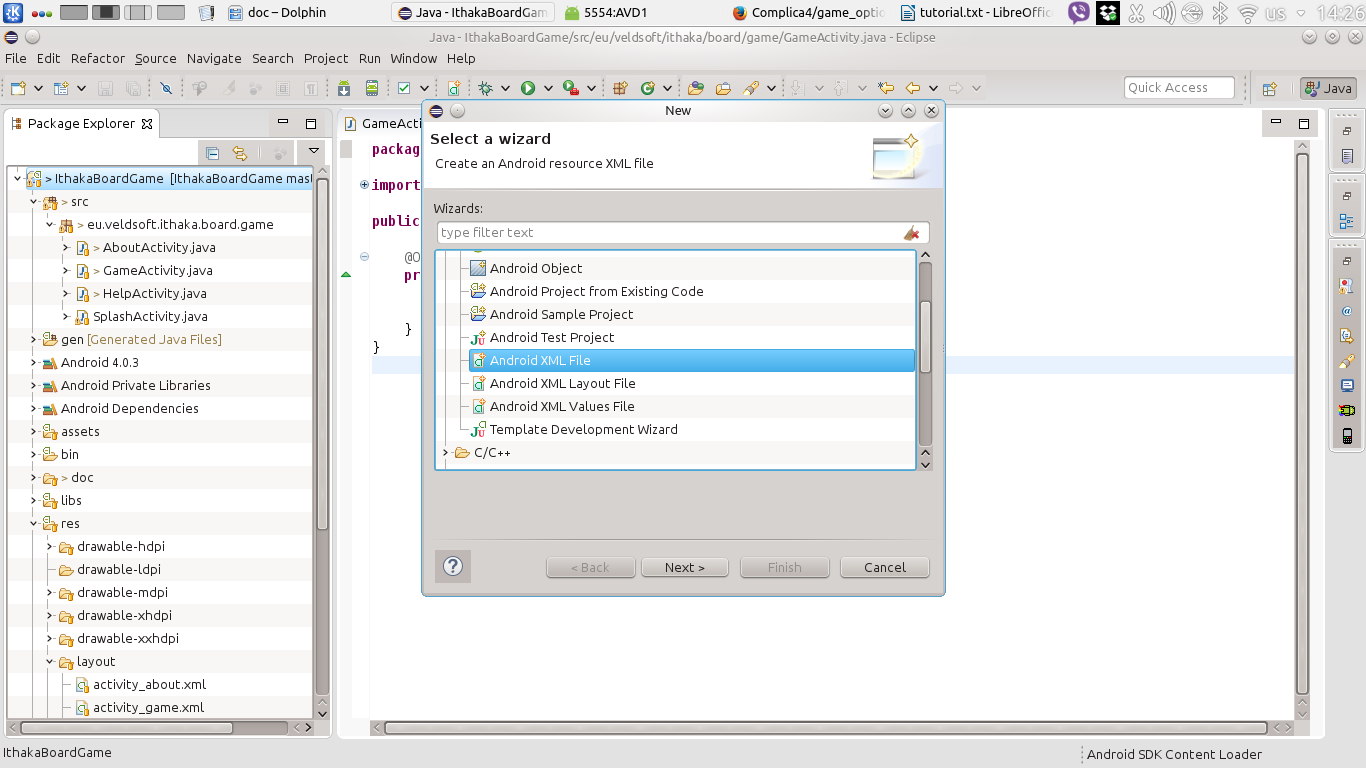 doc – Dolphin
Java - IthakaBoardGam
5554:AVD1
Complica4/game_optio
tutorial.txt - LibreOffic
us
14:26
Java - IthakaBoardGame/src/eu/veldsoft/ithaka/board/game/GameActivity.java - Eclipse
File Edit Refactor Source Navigate Search Project Run Window Help
Quick Access
Java
Package Explorer
> IthakaBoardGame [IthakaBoardGame mast
> src
> eu.veldsoft.ithaka.board.game
> AboutActivity.java
> GameActivity.java
> HelpActivity.java
SplashActivity.java
gen [Generated Java Files]
Android 4.0.3
Android Private Libraries
Android Dependencies
assets
bin
> doc
libs
res
drawable-hdpi
drawable-ldpi
drawable-mdpi
drawable-xhdpi
drawable-xxhdpi
layout
activity_about.xml
activity_game.xml
GameActi
packag
import
public
@O
pr
}
}
New
Select a wizard
Create an Android resource XML file
Wizards:
type filter text
Android Object
Android Project from Existing Code
Android Sample Project
Android Test Project
Android XML File
Android XML Layout File
Android XML Values File
Template Development Wizard
C/C++
< Back
Next >
Finish
Cancel
IthakaBoardGame
Android SDK Content Loader